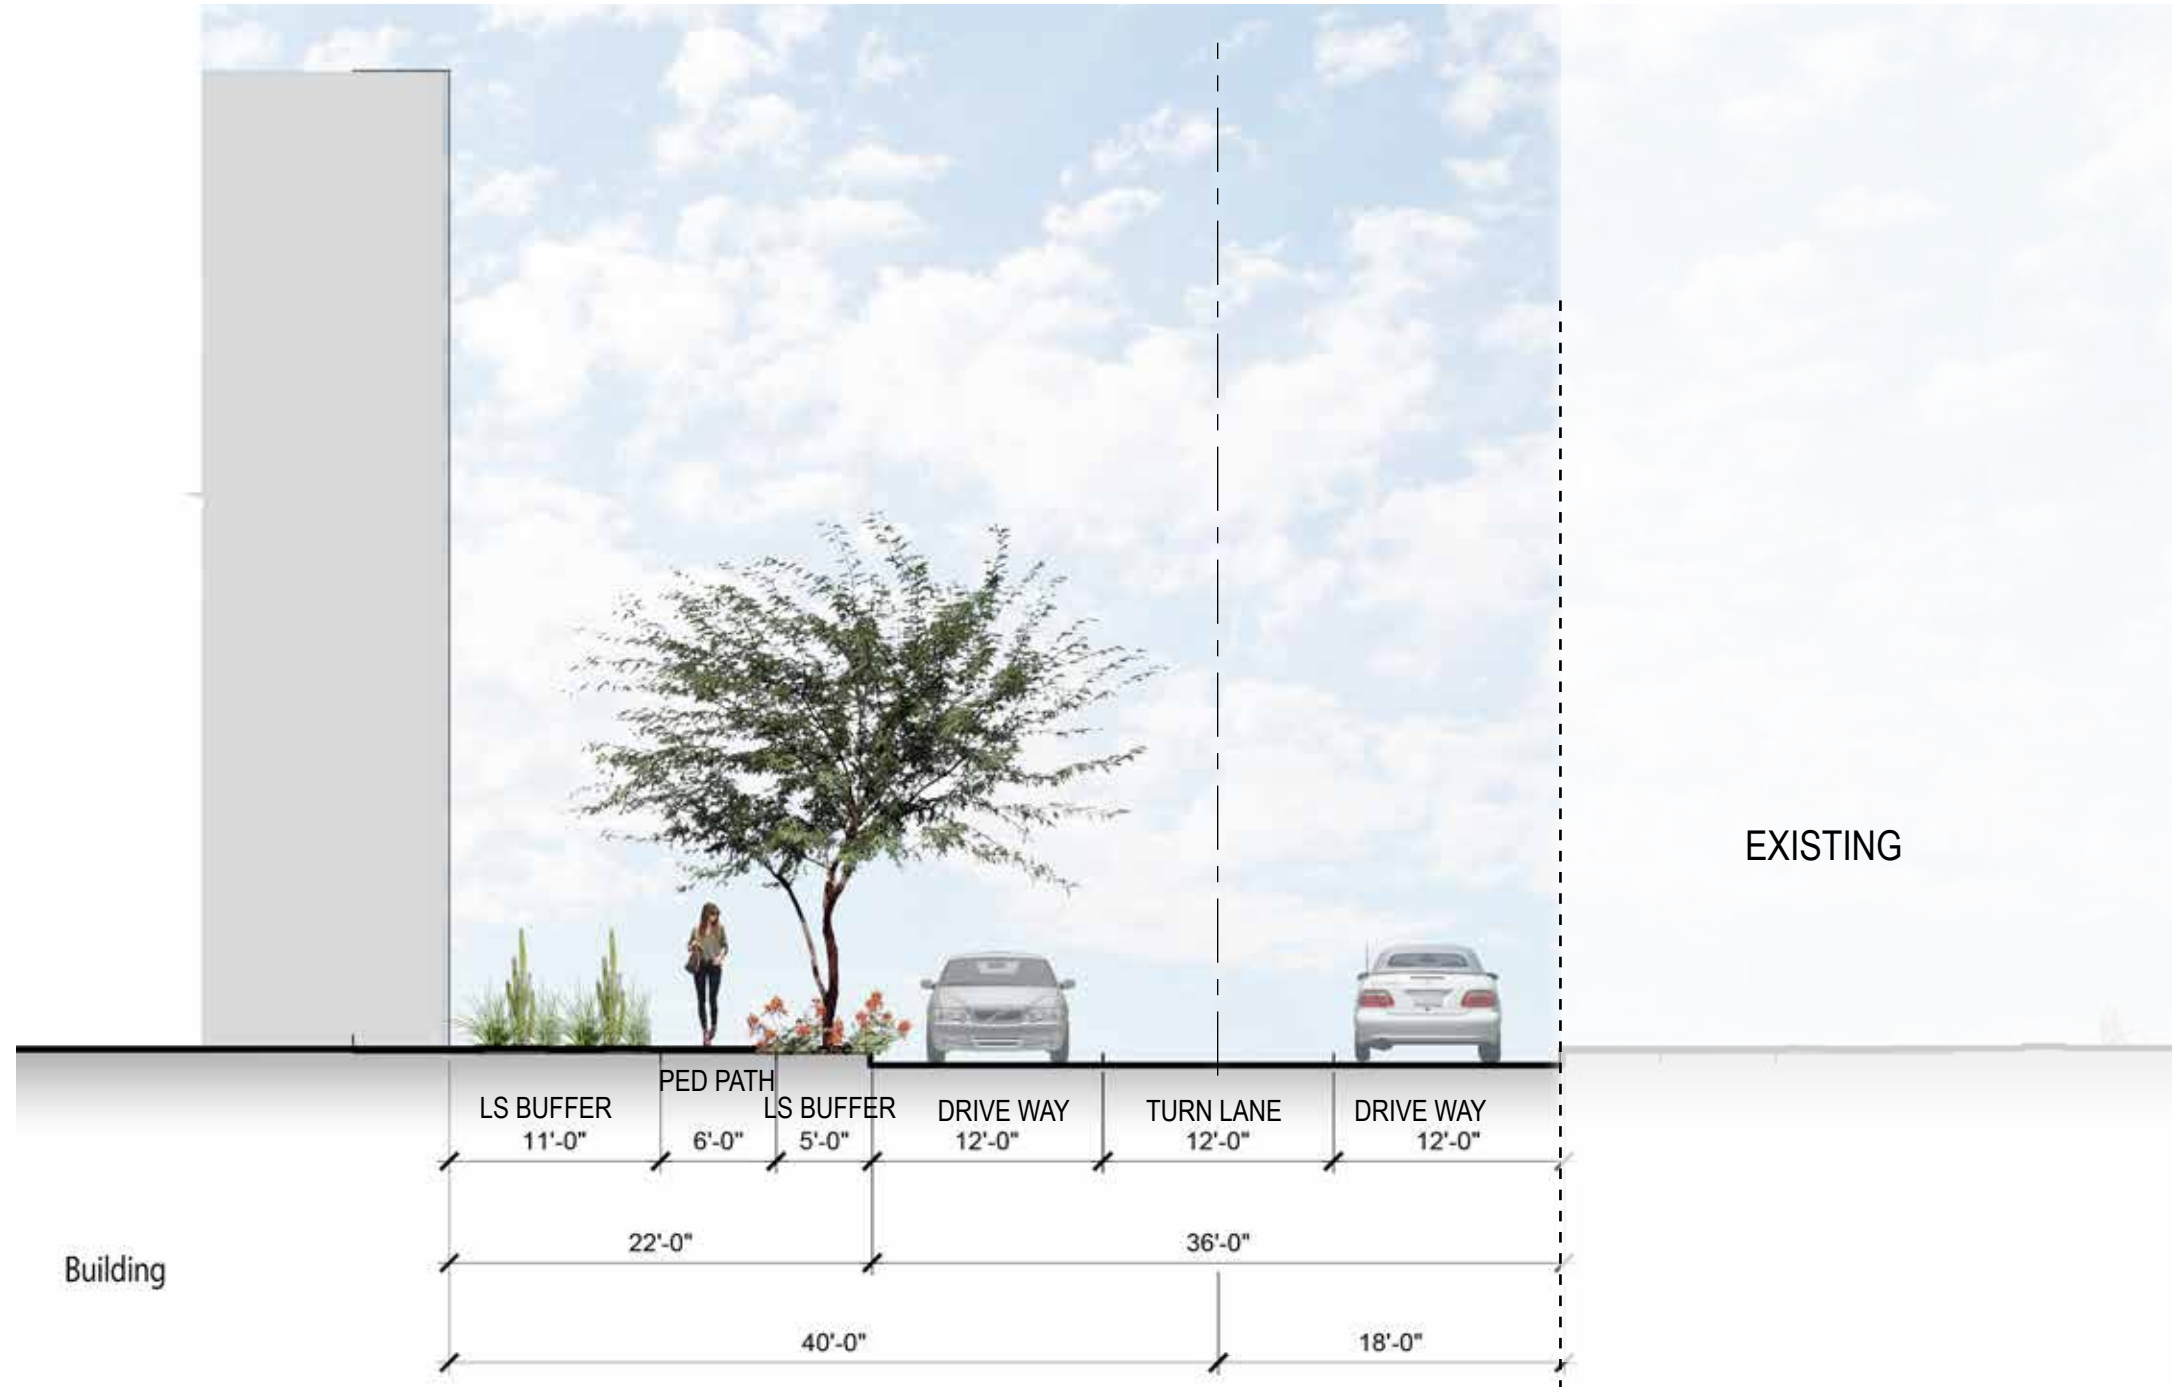 EXISTING
PED PATH
LS BUFFER
LS BUFFER
DRIVE WAY
TURN LANE
DRIVE WAY
11'-0"
6'-0"
5'-0"
12'-0"
12'-0"
12'-0"
22'-0"
36'-0"
Building
40'-0"
18'-0"